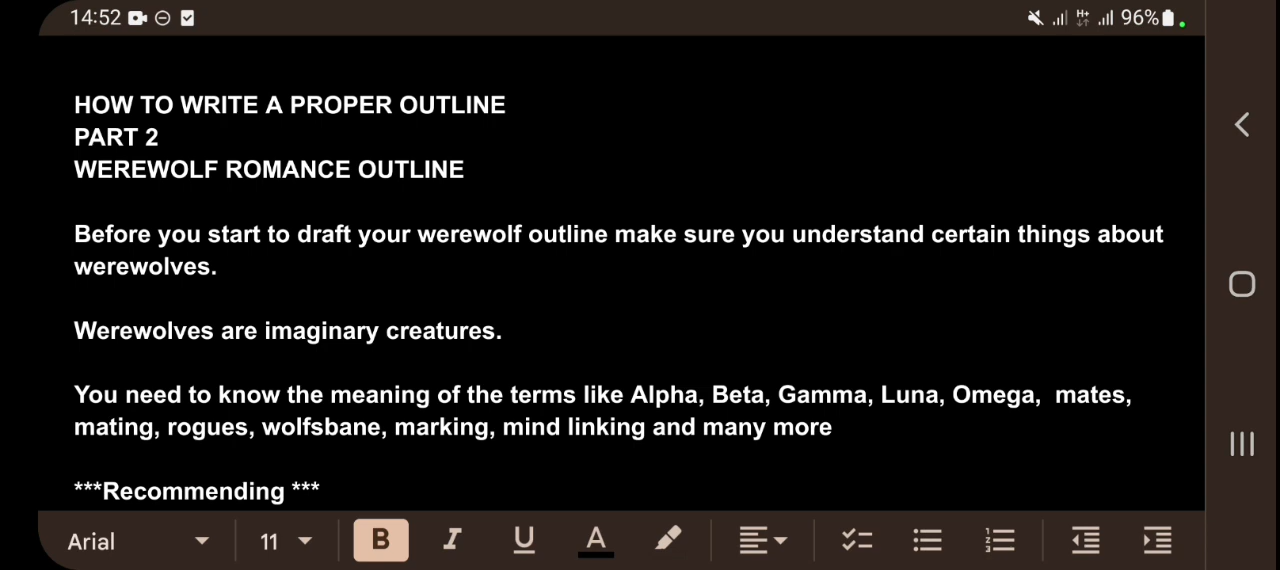 14:52
H+ 96%
HOW TO WRITE A PROPER OUTLINE
PART 2
WEREWOLF ROMANCE OUTLINE
Before you start to draft your werewolf outline make sure you understand certain things about
werewolves.
Werewolves are imaginary creatures.
You need to know the meaning of the terms like Alpha, Beta, Gamma, Luna, Omega,  mates,
mating, rogues, wolfsbane, marking, mind linking and many more
***Recommending ***
Arial 11 B I U A